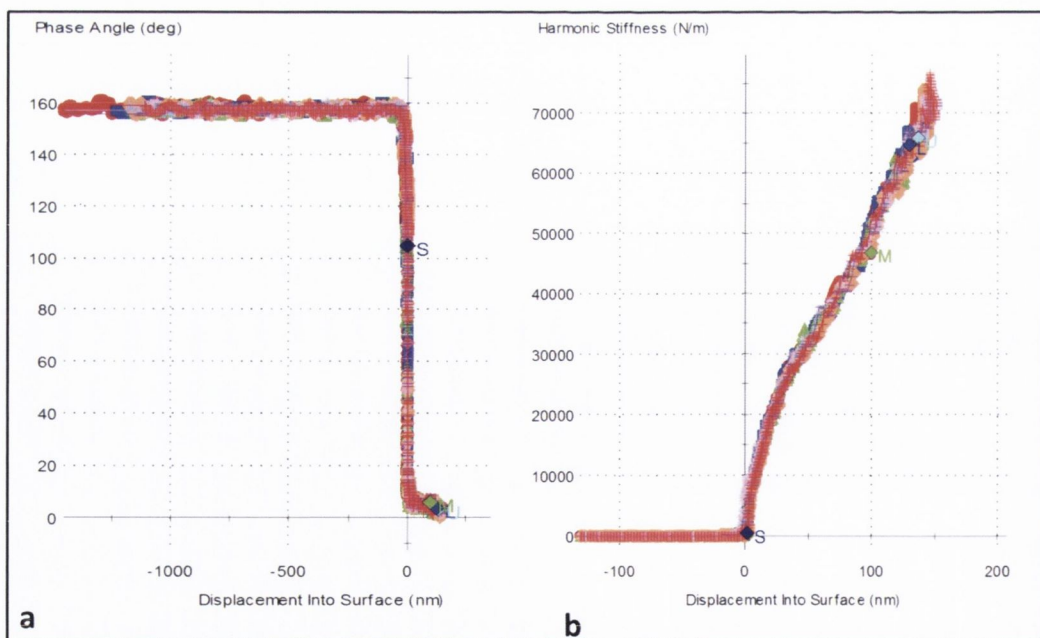 Phase Angle (deg)
160
140
120
100
80
60
40
20
0
S
M
L
-1000
-500
0
Displacement Into Surface (nm)
a
Harmonic Stiffness (N/m)
70000
60000
50000
40000
30000
20000
10000
0
M
S
-100
0
100
200
Displacement Into Surface (nm)
b